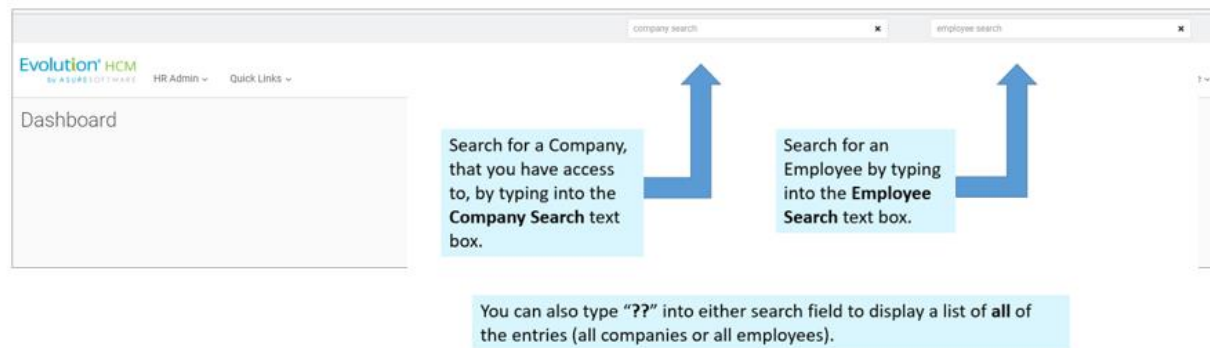 company search ✖ employee search ✖
Evolution' HCM
BY ASURESOFTWARE
HR Admin Quick Links
Dashboard
Search for a Company,
that you have access
to, by typing into the
Company Search text
box.
Search for an
Employee by typing
into the Employee
Search text box.
You can also type “??” into either search field to display a list of all of
the entries (all companies or all employees).